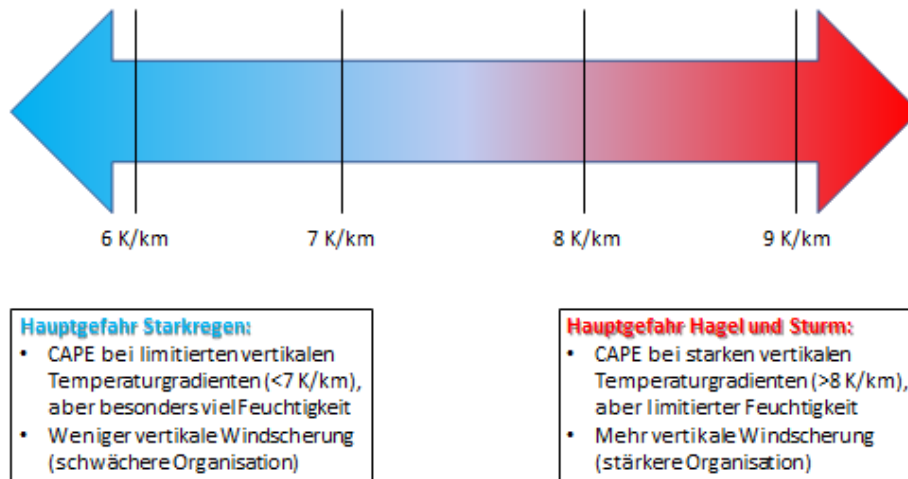 6 K/km 7 K/km 8 K/km 9 K/km
Hauptgefahr Starkregen:
• CAPE bei limitierten vertikalen
Temperaturgradienten (<7 K/km),
aber besonders viel Feuchtigkeit
• Weniger vertikale Windscherung
(schwächere Organisation)
Hauptgefahr Hagel und Sturm:
• CAPE bei starken vertikalen
Temperaturgradienten (>8 K/km),
aber limitierter Feuchtigkeit
• Mehr vertikale Windscherung
(stärkere Organisation)